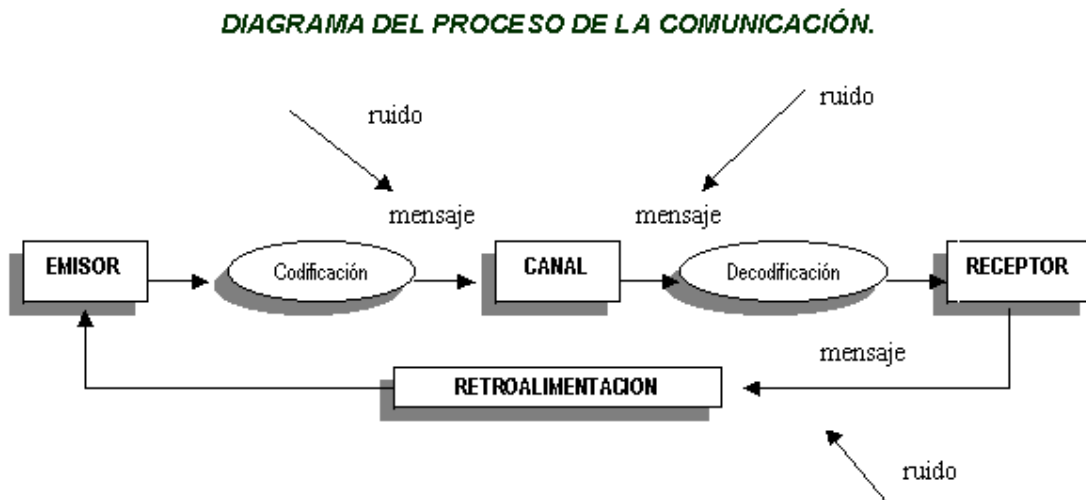 DIAGRAMA DEL PROCESO DE LA COMUNICACIÓN.
ruido
ruido
mensaje
mensaje
EMISOR
Codificación
CANAL
Decodificación
RECEPTOR
mensaje
RETROALIMENTACION
ruido